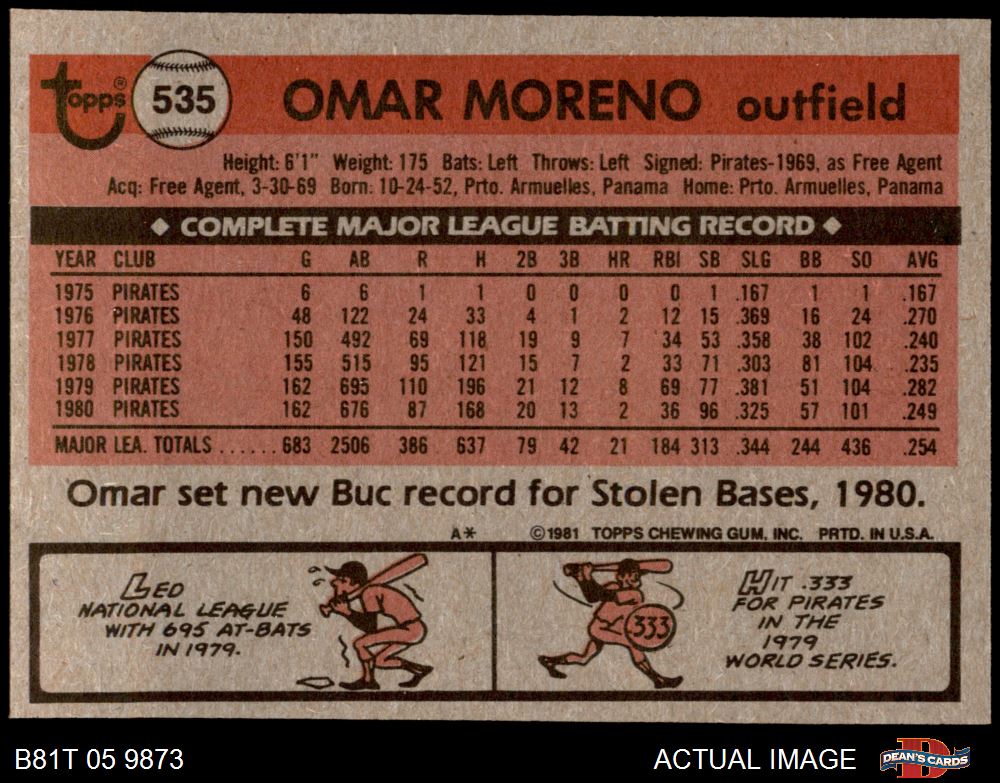 Topps® 535 OMAR MORENO outfield
Height: 6'1" Weight: 175 Bats: Left Throws: Left Signed: Pirates-1969, as Free Agent
Acq: Free Agent, 3-30-69 Born: 10-24-52, Prto. Armuelles, Panama Home: Prto. Armuelles, Panama
◆ COMPLETE MAJOR LEAGUE BATTING RECORD ◆
YEAR CLUB G AB R H 2B 3B HR RBI SB SLG BB SO AVG
1975 PIRATES 6 6 1 1 0 0 0 0 1 .167 1 1 .167
1976 PIRATES 48 122 24 33 4 1 2 12 15 .369 16 24 .270
1977 PIRATES 150 492 69 118 19 9 7 34 53 .358 38 102 .240
1978 PIRATES 155 515 95 121 15 7 2 33 71 .303 81 104 .235
1979 PIRATES 162 695 110 196 21 12 8 69 77 .381 51 104 .282
1980 PIRATES 162 676 87 168 20 13 2 36 96 .325 57 101 .249
MAJOR LEA. TOTALS ...... 683 2506 386 637 79 42 21 184 313 .344 244 436 .254
Omar set new Buc record for Stolen Bases, 1980.
A* ©1981 TOPPS CHEWING GUM, INC. PRTD. IN U.S.A.
LED
NATIONAL LEAGUE
WITH 695 AT-BATS
IN 1979.
.333
HIT .333
FOR PIRATES
IN THE
1979
WORLD SERIES.
B81T 05 9873 ACTUAL IMAGE DEAN'S CARDS